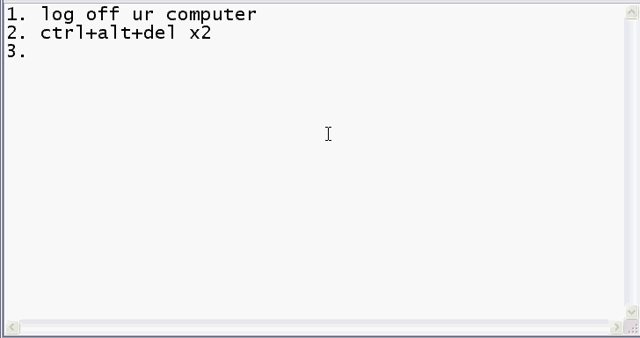 1. log off ur computer
2. ctrl+alt+del x2
3.